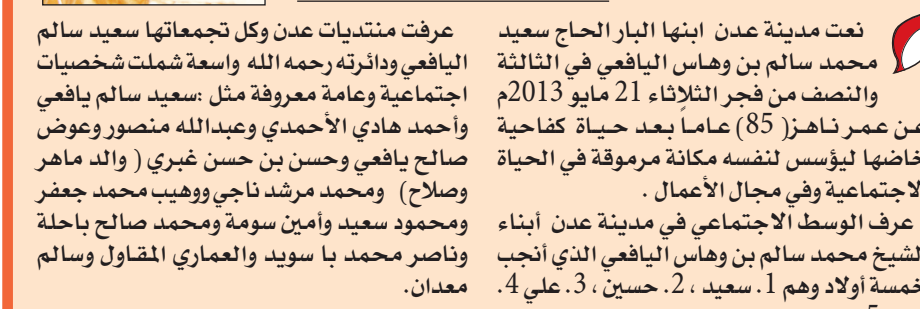 نعت مدينة عدن ابنها البار الحاج سعيد
محمد سالم بن وهاس اليافعي في الثالثة
والنصف من فجر الثلاثاء 21 مايو 2013م
من عمر ناهز( 85) عاماً بعد حياة كفاحية
خاضها ليؤسس لنفسه مكانة مرموقة في الحياة
لاجتماعية وفي مجال الأعمال .
عرف الوسط الاجتماعي في مدينة عدن أبناء
لشيخ محمد سالم بن وهاس اليافعي الذي أنجب
خمسة أولاد وهم 1. سعيد ، 2. حسين ، 3. علي 4.
عرفت منتديات عدن وكل تجمعاتها سعيد سالم
اليافعي ودائرته رحمه الله واسعة شملت شخصيات
اجتماعية وعامة معروفة مثل :سعيد سالم يافعي
وأحمد هادي الأحمدي وعبدالله منصور وعوض
صالح يافعي وحسن بن حسن غبري ( والد ماهر
وصلاح) ومحمد مرشد ناجي ووهيب محمد جعفر
ومحمود سعيد وأمين سومة ومحمد صالح باحلة
وناصر محمد با سويد والعماري المقاول وسالم
معدان.